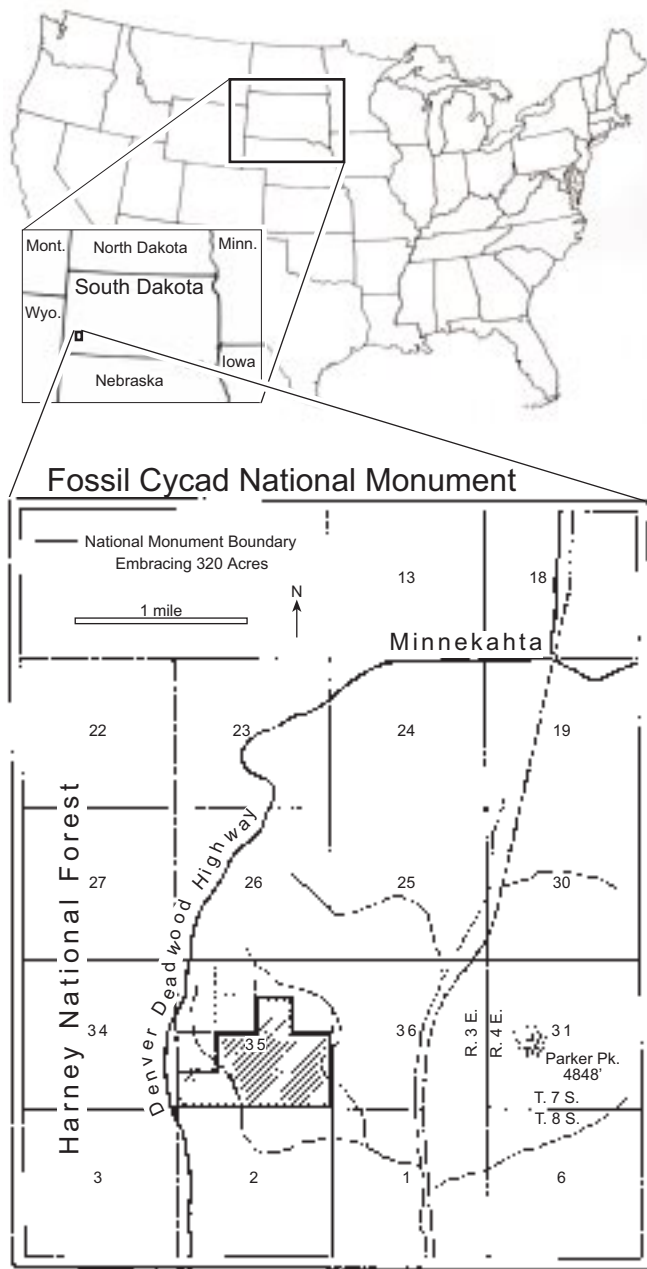 Mont.
North Dakota
Minn.
South Dakota
Wyo.
Iowa
Nebraska
Fossil Cycad National Monument
National Monument Boundary
Embracing 320 Acres
13
18
1 mile
N
Minnekahta
22
23
24
19
Harney National Forest
Denver Deadwood Highway
27
26
25
30
34
35
36
R. 3 E.
R. 4 E.
31
Parker Pk.
4848'
T. 7 S.
T. 8 S.
3
2
1
6